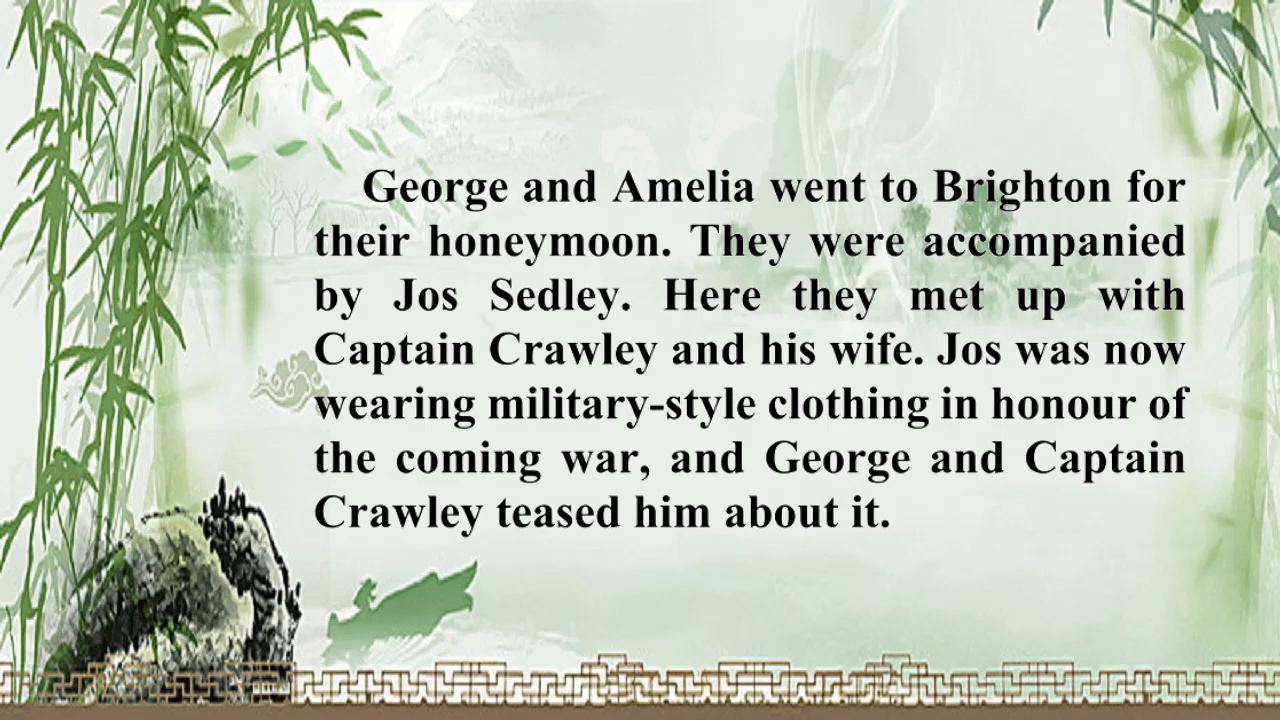 George and Amelia went to Brighton for
their honeymoon. They were accompanied
by Jos Sedley. Here they met up with
Captain Crawley and his wife. Jos was now
wearing military-style clothing in honour of
the coming war, and George and Captain
Crawley teased him about it.